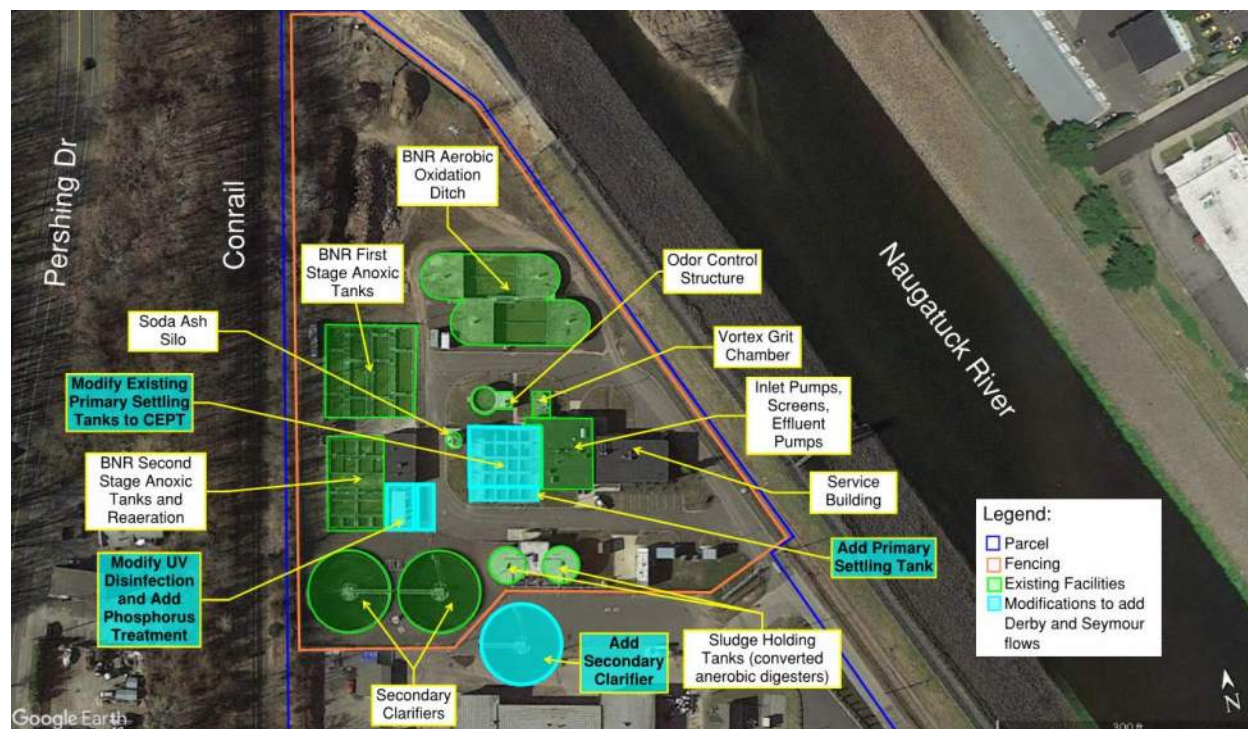 Pershing Dr
Conrail
Naugatuck River
BNR Aerobic
Oxidation
Ditch
BNR First
Stage Anoxic
Tanks
Odor Control
Structure
Soda Ash
Silo
Vortex Grit
Chamber
Modify Existing
Primary Settling
Tanks to CEPT
Inlet Pumps,
Screens,
Effluent
Pumps
BNR Second
Stage Anoxic
Tanks and
Reaeration
Service
Building
Modify UV
Disinfection
and Add
Phosphorus
Treatment
Add Primary
Settling Tank
Secondary
Clarifiers
Add
Secondary
Clarifier
Sludge Holding
Tanks (converted
anerobic digesters)
Legend:
Parcel
Fencing
Existing Facilities
Modifications to add
Derby and Seymour
flows
N
Google Earth
300 ft